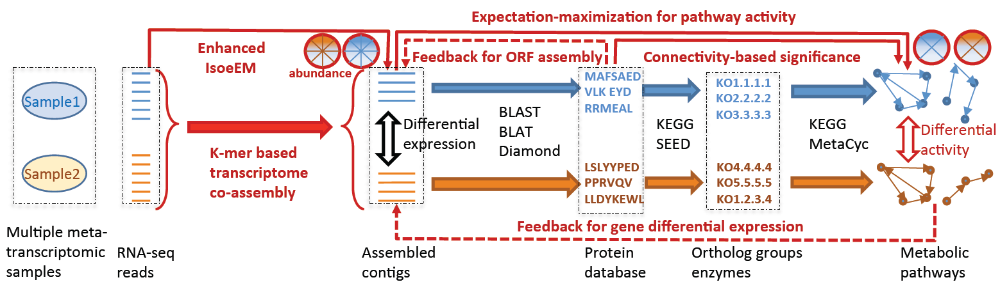 Expectation-maximization for pathway activity
Enhanced
IsoeEM
abundance
Feedback for ORF assembly
Connectivity-based significance
Sample1
Sample2
K-mer based
transcriptome
co-assembly
Differential
expression
BLAST
BLAT
Diamond
MAFSAED
VLK EYD
RRMEAL
LSLYYPED
PPRVQV
LLDYKEWL
KEGG
SEED
KO1.1.1.1
KO2.2.2.2
KO3.3.3.3
KO4.4.4.4
KO5.5.5.5
KO1.2.3.4
KEGG
MetaCyc
Differential
activity
Feedback for gene differential expression
Multiple meta-
transcriptomic
samples
RNA-seq
reads
Assembled
contigs
Protein
database
Ortholog groups
enzymes
Metabolic
pathways